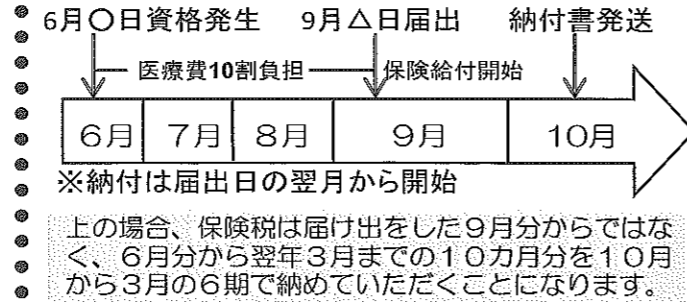 6月〇日資格発生 9月△日届出 納付書発送
医療費10割負担 保険給付開始
6月 7月 8月 9月 10月
※納付は届出日の翌月から開始
上の場合、保険税は届け出をした9月分からではな
く、6月分から翌年3月までの10カ月分を10月
から3月の6期で納めていただくことになります。